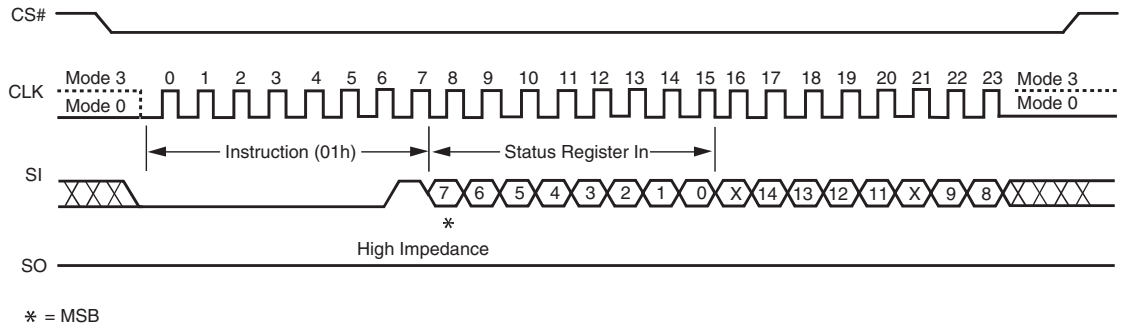 CS#
Mode 3 0 1 2 3 4 5 6 7 8 9 10 11 12 13 14 15 16 17 18 19 20 21 22 23 Mode 3
CLK
Mode 0 Mode 0
Instruction (01h) Status Register In
SI
7 6 5 4 3 2 1 0 X 14 13 12 11 X 9 8
*
High Impedance
SO
* = MSB